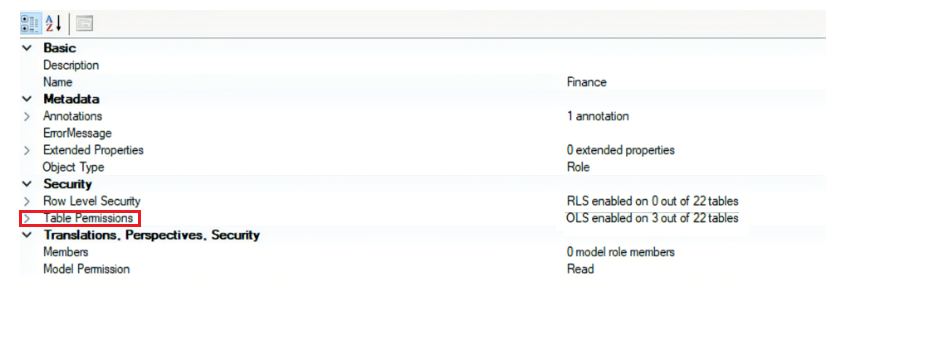 Basic
Description
Name Finance
Metadata
Annotations 1 annotation
ErrorMessage
Extended Properties 0 extended properties
Object Type Role
Security
Row Level Security RLS enabled on 0 out of 22 tables
Table Permissions OLS enabled on 3 out of 22 tables
Translations, Perspectives, Security
Members 0 model role members
Model Permission Read